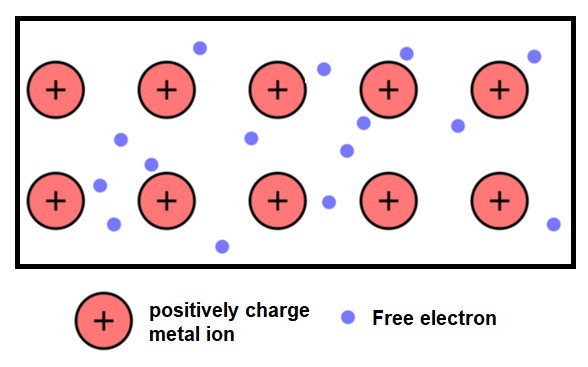 + + + + +
+ + + + +
+ positively charge
metal ion
Free electron